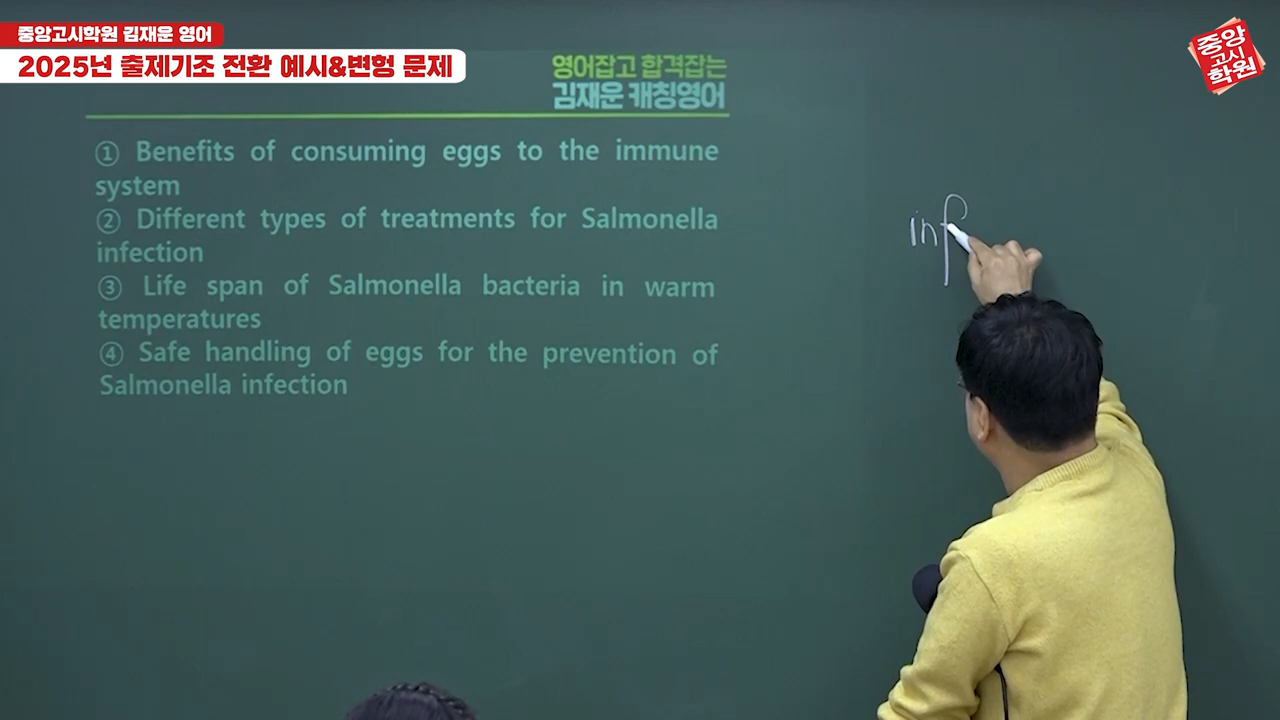 중앙고시학원 김재운 영어
2025년 출제기조 전환 예시&변형 문제
중앙
고시
학원
영어잡고 합격잡는
김재운 캐칭영어
① Benefits of consuming eggs to the immune
system
② Different types of treatments for Salmonella
infection
③ Life span of Salmonella bacteria in warm
temperatures
④ Safe handling of eggs for the prevention of
Salmonella infection
inf